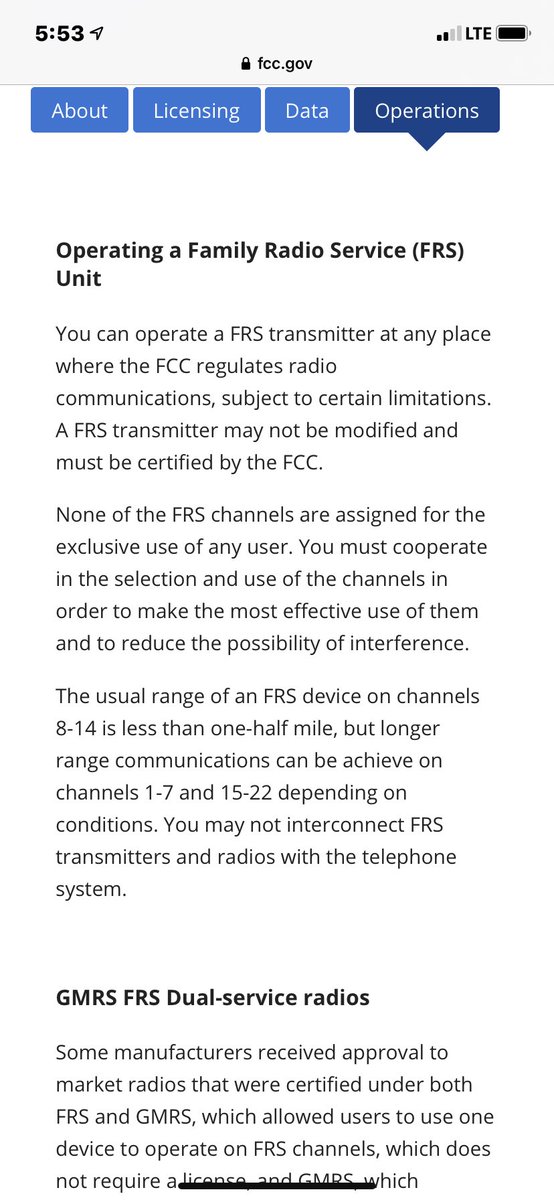 5:53
LTE
fcc.gov
About Licensing Data Operations
Operating a Family Radio Service (FRS)
Unit
You can operate a FRS transmitter at any place
where the FCC regulates radio
communications, subject to certain limitations.
A FRS transmitter may not be modified and
must be certified by the FCC.
None of the FRS channels are assigned for the
exclusive use of any user. You must cooperate
in the selection and use of the channels in
order to make the most effective use of them
and to reduce the possibility of interference.
The usual range of an FRS device on channels
8-14 is less than one-half mile, but longer
range communications can be achieve on
channels 1-7 and 15-22 depending on
conditions. You may not interconnect FRS
transmitters and radios with the telephone
system.
GMRS FRS Dual-service radios
Some manufacturers received approval to
market radios that were certified under both
FRS and GMRS, which allowed users to use one
device to operate on FRS channels, which does
not require a license, and GMRS, which